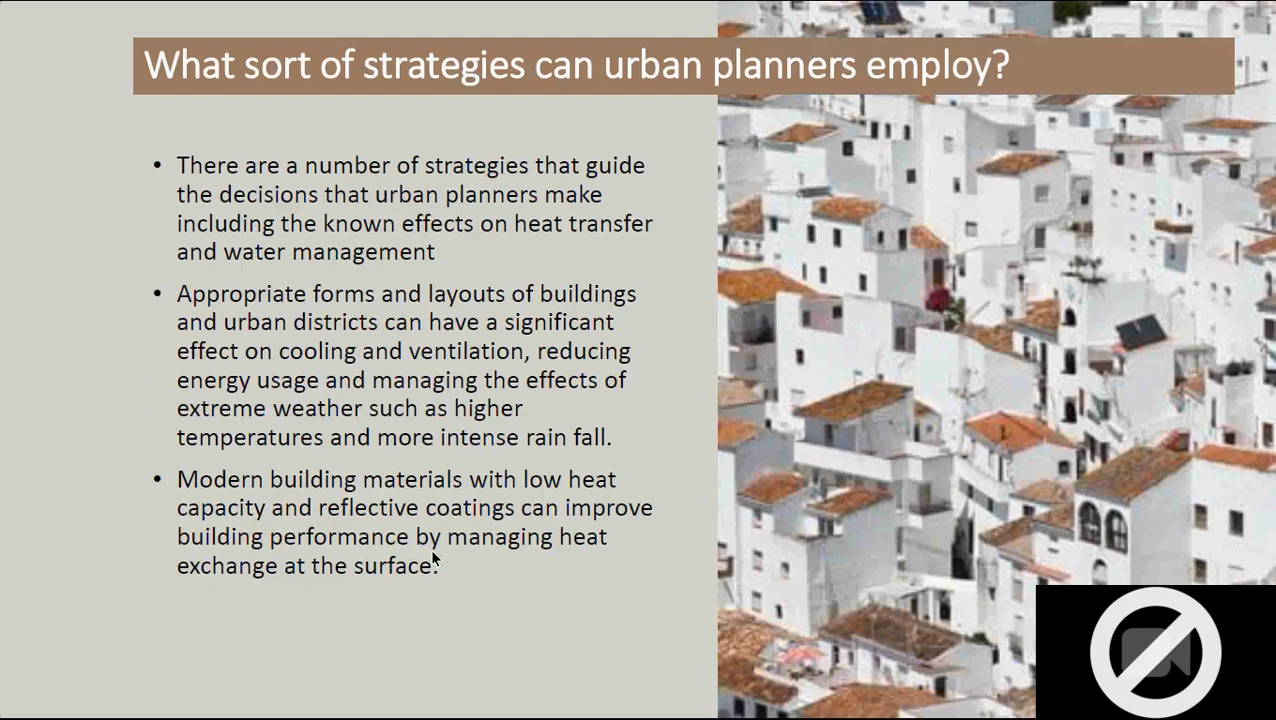 What sort of strategies can urban planners employ?
• There are a number of strategies that guide
the decisions that urban planners make
including the known effects on heat transfer
and water management
• Appropriate forms and layouts of buildings
and urban districts can have a significant
effect on cooling and ventilation, reducing
energy usage and managing the effects of
extreme weather such as higher
temperatures and more intense rain fall.
• Modern building materials with low heat
capacity and reflective coatings can improve
building performance by managing heat
exchange at the surface.